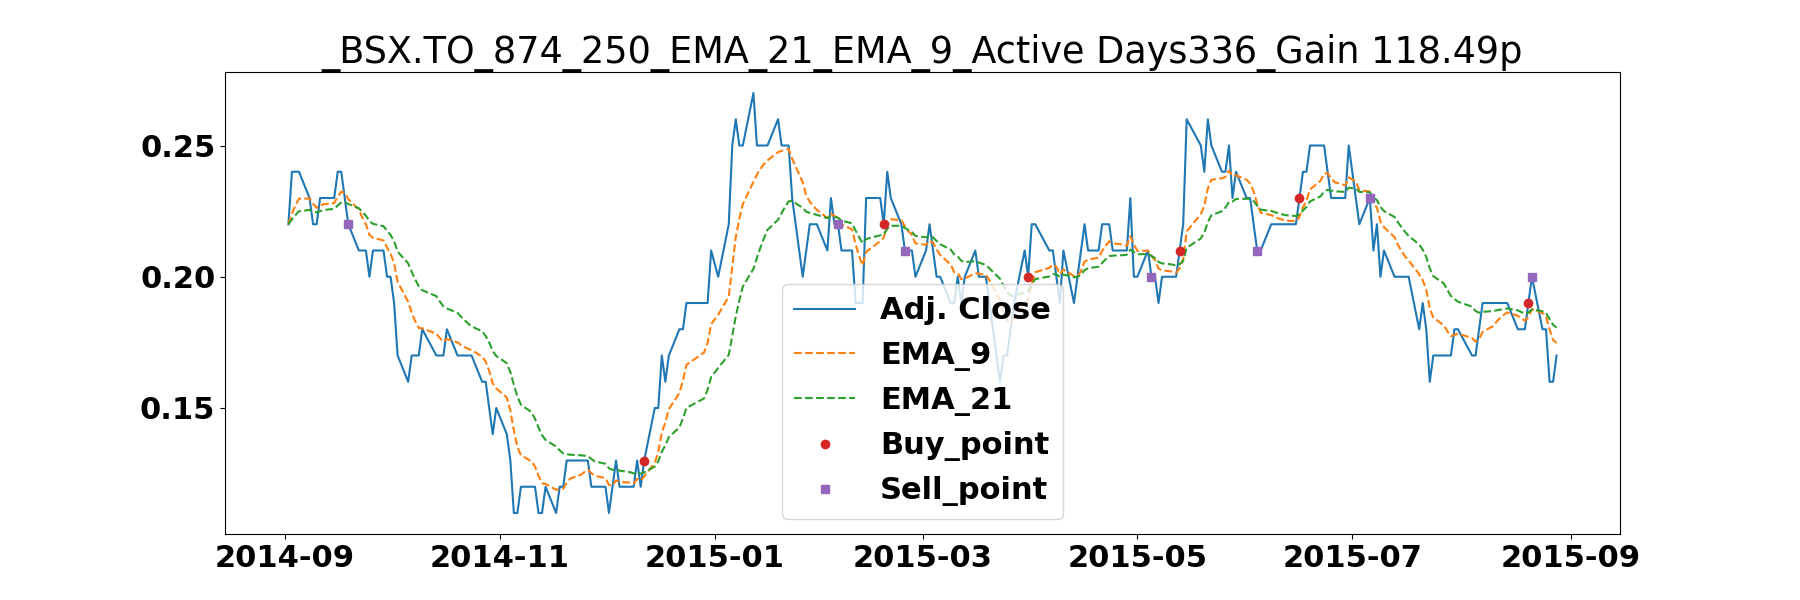 _BSX.TO_874_250_EMA_21_EMA_9_Active Days336_Gain 118.49p
0.25
0.20
0.15
Adj. Close
EMA_9
EMA_21
Buy_point
Sell_point
2014-09 2014-11 2015-01 2015-03 2015-05 2015-07 2015-09